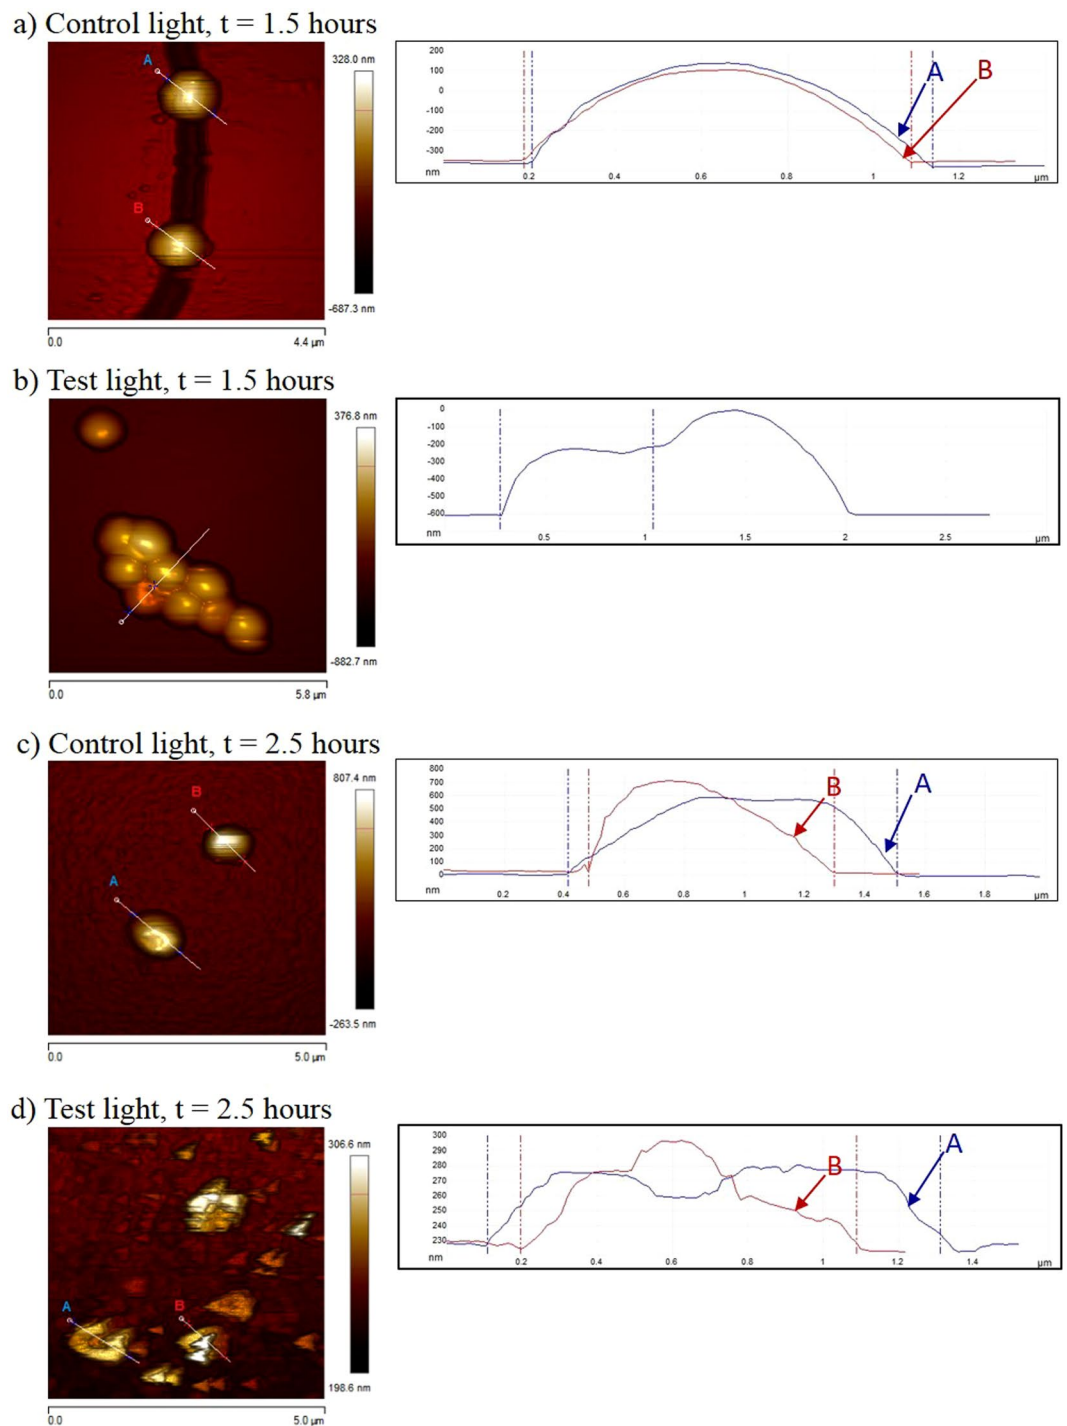 a) Control light, t = 1.5 hours
A
B
328.0 nm
-687.3 nm
0.0
4.4 µm
200
100
0
-100
-200
-300
nm
0.2
0.4
0.6
0.8
1
1.2
µm
A
B
b) Test light, t = 1.5 hours
376.8 nm
-882.7 nm
0.0
5.8 µm
0
-100
-200
-300
-400
-500
-600
nm
0.5
1
1.5
2
2.5
µm
c) Control light, t = 2.5 hours
B
A
807.4 nm
-263.5 nm
0.0
5.0 µm
800
700
600
500
400
300
200
100
0
nm
0.2
0.4
0.6
0.8
1
1.2
1.4
1.6
1.8
µm
B
A
d) Test light, t = 2.5 hours
A
B
306.6 nm
198.6 nm
0.0
5.0 µm
300
290
280
270
260
250
240
230
nm
0.2
0.4
0.6
0.8
1
1.2
1.4
µm
B
A